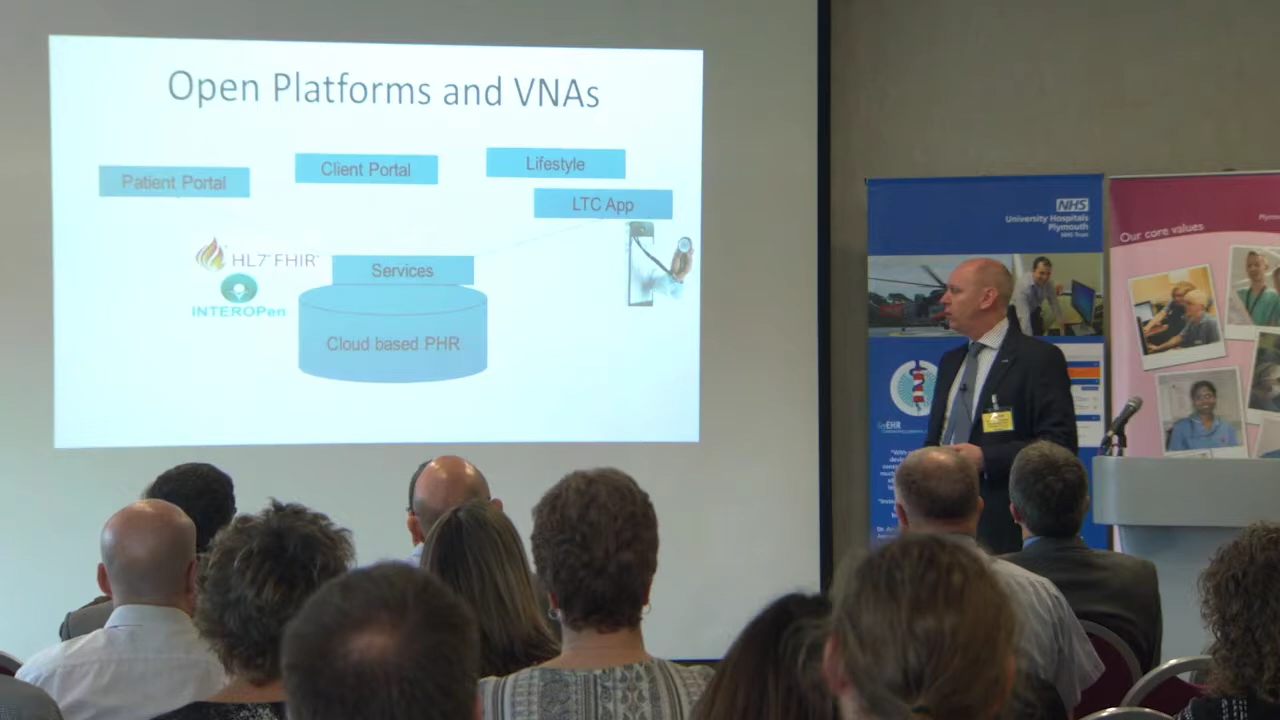 Open Platforms and VNAs
Patient Portal
Client Portal
Lifestyle
LTC App
HL7 FHIR
INTEROPen
Services
Cloud based PHR
NHS
University Hospitals
Plymouth
NHS Trust
Our core values